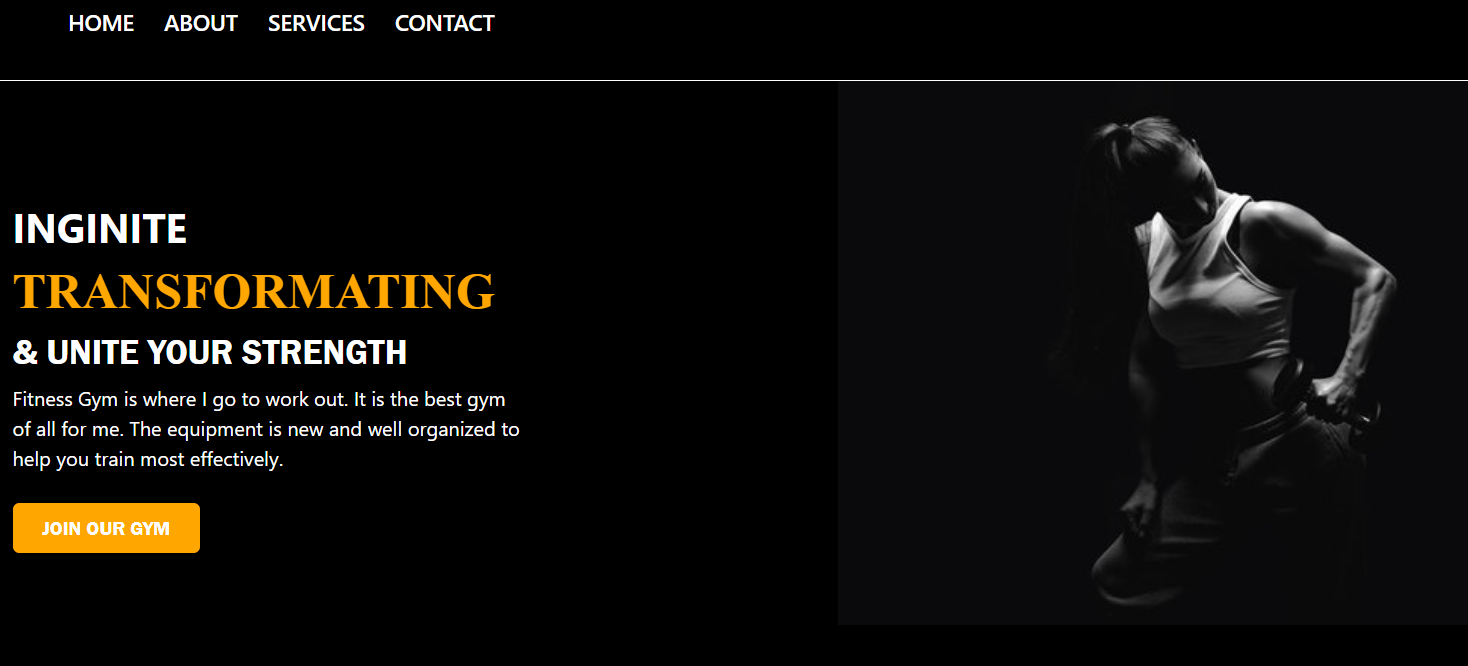 HOME ABOUT SERVICES CONTACT
INGINITE
TRANSFORMATING
& UNITE YOUR STRENGTH
Fitness Gym is where I go to work out. It is the best gym
of all for me. The equipment is new and well organized to
help you train most effectively.
JOIN OUR GYM